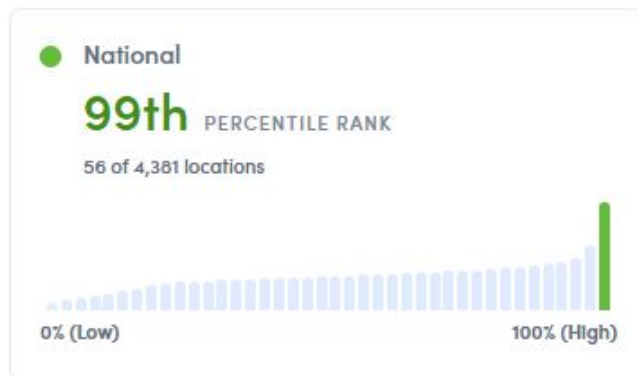 National
99th PERCENTILE RANK
56 of 4,381 locations
0% (Low) 100% (High)